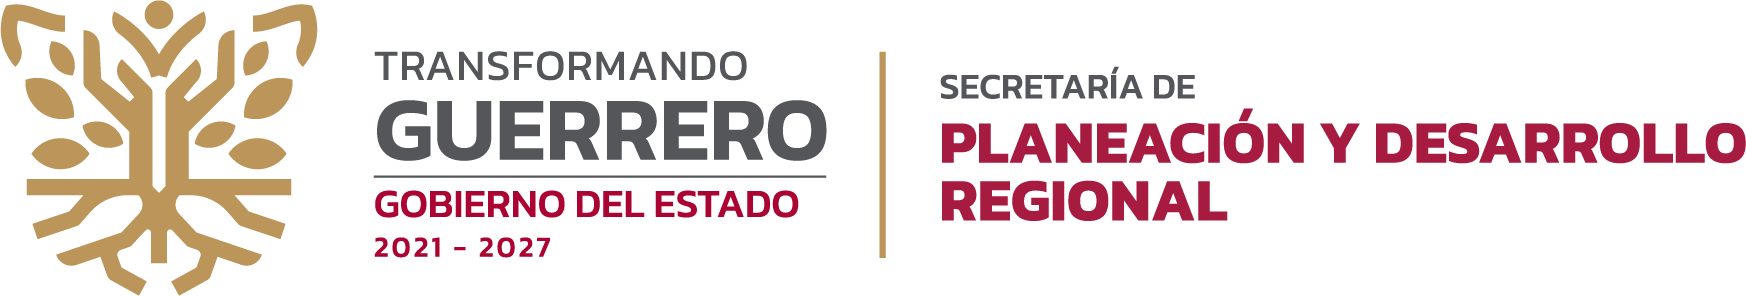 TRANSFORMANDO
GUERRERO
GOBIERNO DEL ESTADO
2021 - 2027
SECRETARÍA DE
PLANEACIÓN Y DESARROLLO
REGIONAL